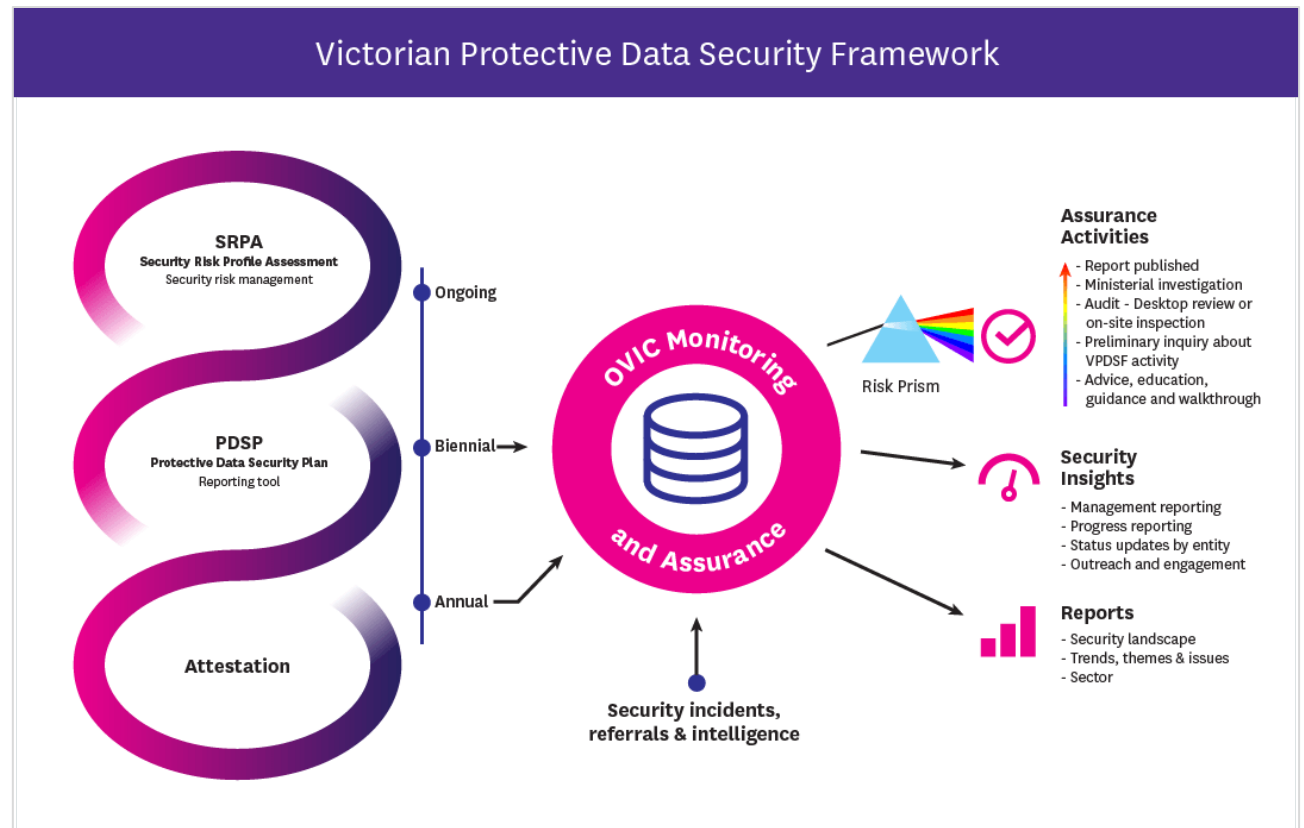 Victorian Protective Data Security Framework
SRPA
Security Risk Profile Assessment
Security risk management
PDSP
Protective Data Security Plan
Reporting tool
Attestation
Ongoing
Biennial
Annual
OVIC Monitoring
and Assurance
Security incidents,
referrals & intelligence
Risk Prism
Assurance
Activities
- Report published
- Ministerial investigation
- Audit - Desktop review or
on-site inspection
- Preliminary inquiry about
VPDSF activity
- Advice, education,
guidance and walkthrough
Security
Insights
- Management reporting
- Progress reporting
- Status updates by entity
- Outreach and engagement
Reports
- Security landscape
- Trends, themes & issues
- Sector